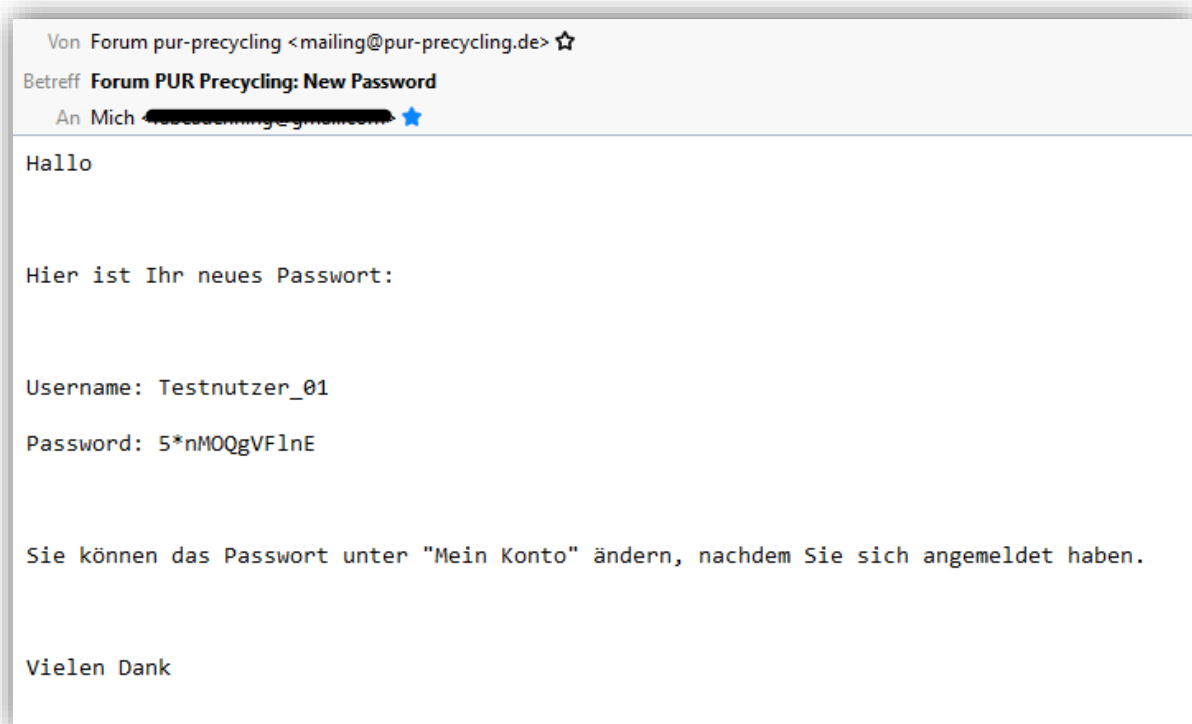 Von Forum pur-precycling <mailing@pur-precycling.de>
Betreff Forum PUR Precycling: New Password
An Mich
Hallo
Hier ist Ihr neues Passwort:
Username: Testnutzer_01
Password: 5*nMOQgVFlnE
Sie können das Passwort unter "Mein Konto" ändern, nachdem Sie sich angemeldet haben.
Vielen Dank